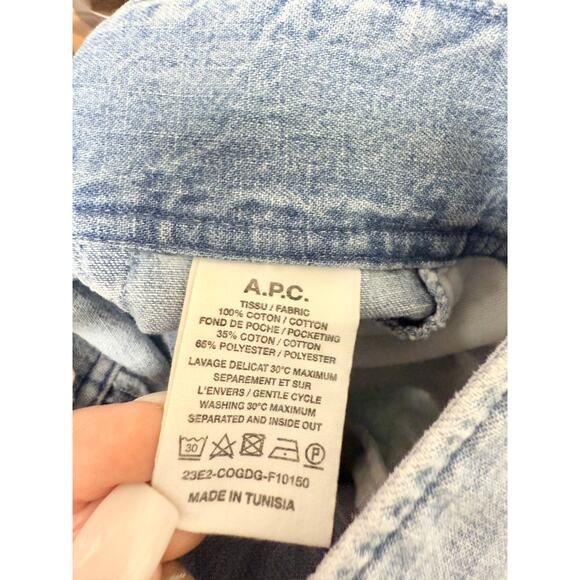 A.P.C.
TISSU / FABRIC
100% COTON / COTTON
FOND DE POCHE / POCKETING
35% COTON / COTTON
65% POLYESTER / POLYESTER
LAVAGE DELICAT 30°C MAXIMUM
SEPAREMENT ET SUR
L'ENVERS / GENTLE CYCLE
WASHING 30°C MAXIMUM
SEPARATED AND INSIDE OUT
30 P
23E2-COGDG-F10150
MADE IN TUNISIA